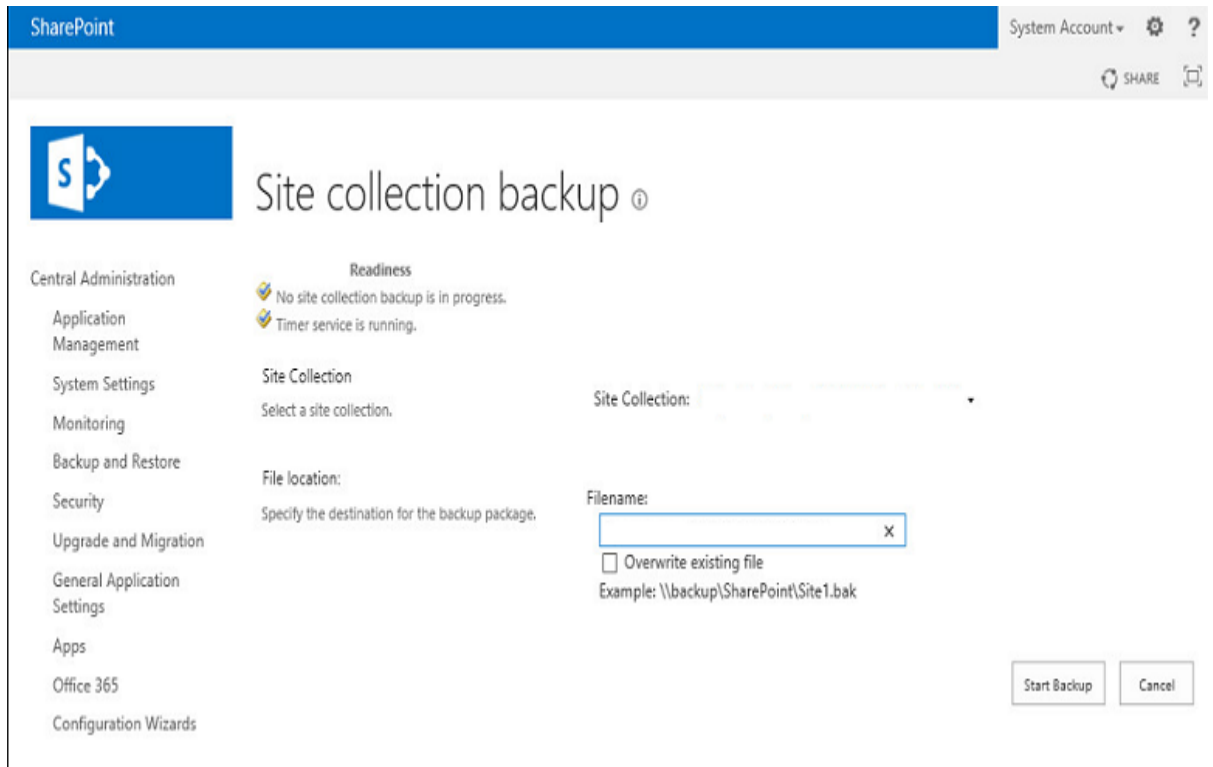 SharePoint
System Account
?
SHARE
S
Site collection backup
Central Administration
Application
Management
System Settings
Monitoring
Backup and Restore
Security
Upgrade and Migration
General Application
Settings
Apps
Office 365
Configuration Wizards
Readiness
No site collection backup is in progress.
Timer service is running.
Site Collection
Select a site collection.
Site Collection:
File location:
Specify the destination for the backup package.
Filename:
x
Overwrite existing file
Example: \\backup\SharePoint\Site1.bak
Start Backup
Cancel